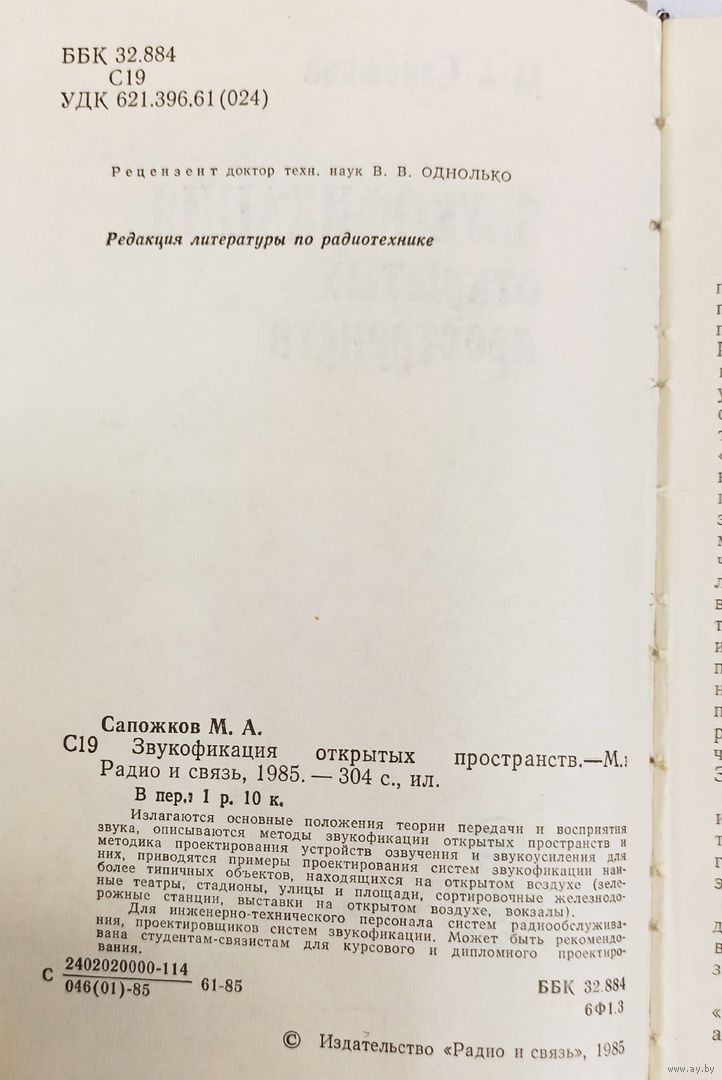 ББК 32.884
С19
УДК 621.396.61(024)
Рецензент доктор техн. наук В. В. ОДНОЛЬКО
Редакция литературы по радиотехнике
Сапожков М. А.
С19 Звукофикация открытых пространств.—М.:
Радио и связь, 1985. — 304 с., ил.
В пер.: 1 р. 10 к.
Излагаются основные положения теории передачи и восприятия
звука, описываются методы звукофикации открытых пространств и
методика проектирования устройств озвучения и звукоусиления для
них, приводятся примеры проектирования систем звукофикации наи-
более типичных объектов, находящихся на открытом воздухе (зеле-
ные театры, стадионы, улицы и площади, сортировочные железнодо-
рожные станции, выставки на открытом воздухе, вокзалы).
Для инженерно-технического персонала систем радиообслужива-
ния, проектировщиков систем звукофикации. Может быть рекомендо-
вана студентам-связистам для курсового и дипломного проектиро-
вания.
С 2402020000-114
046(01)-85 61-85 ББК 32.884
6Ф1.3
© Издательство «Радио и связь», 1985
www.ay.by